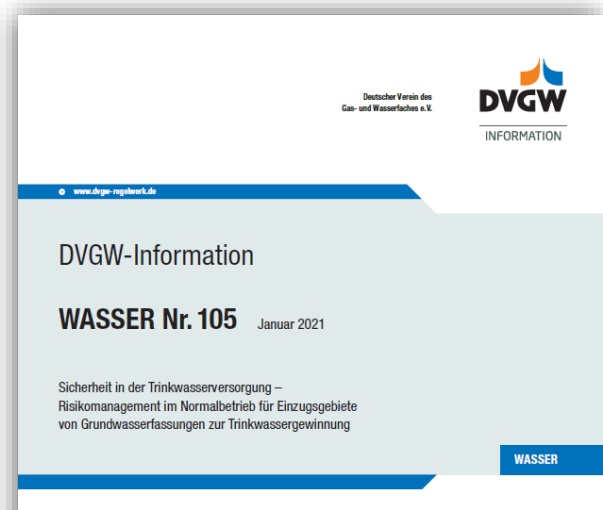 Deutscher Verein des
Gas- und Wasserfaches e.V.
DVGW
INFORMATION
www.dvgw-regelwerk.de
DVGW-Information
WASSER Nr. 105 Januar 2021
Sicherheit in der Trinkwasserversorgung –
Risikomanagement im Normalbetrieb für Einzugsgebiete
von Grundwasserfassungen zur Trinkwassergewinnung
WASSER